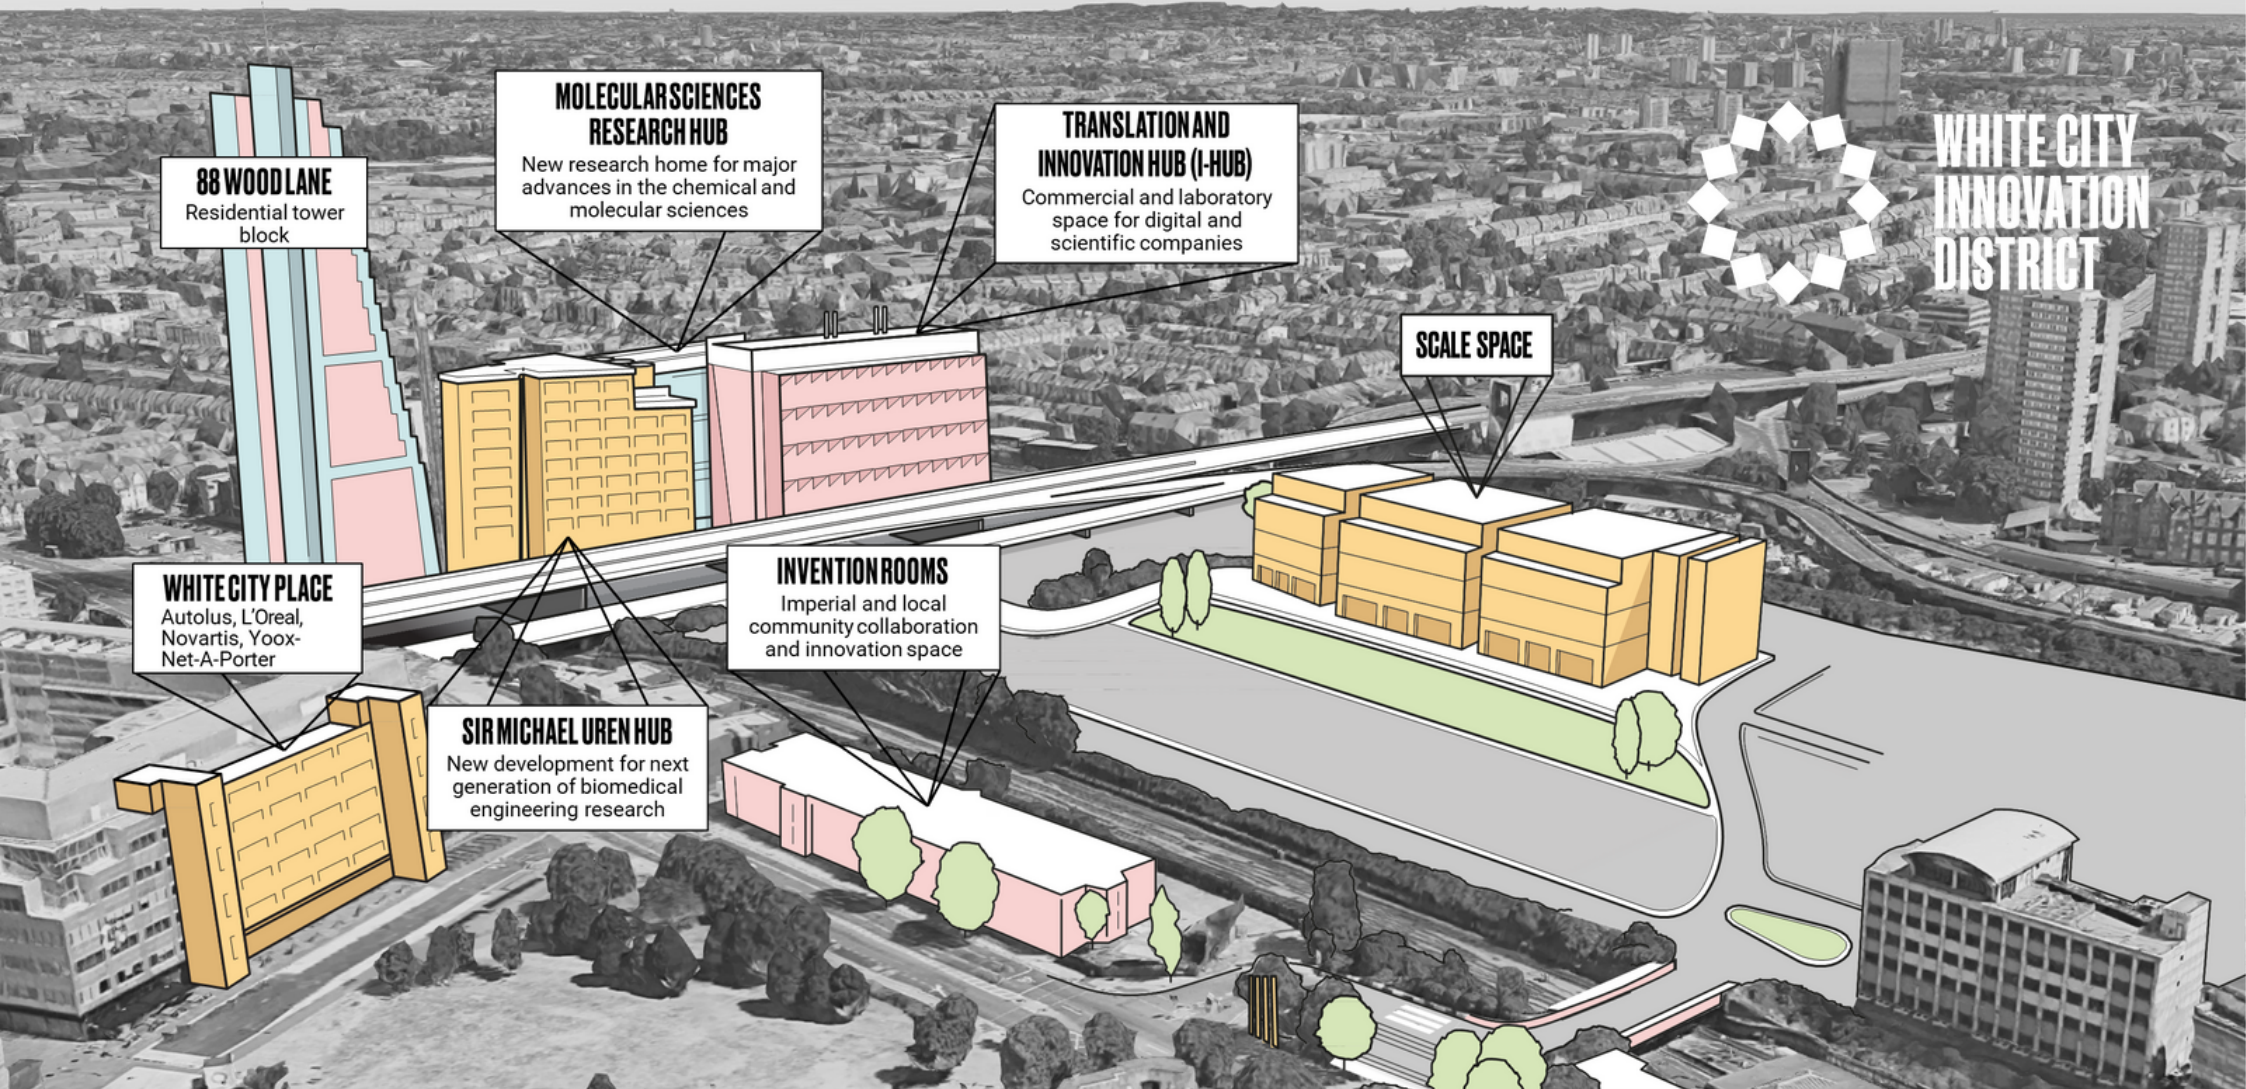 MOLECULAR SCIENCES
RESEARCH HUB
New research home for major
advances in the chemical and
molecular sciences
TRANSLATION AND
INNOVATION HUB (I-HUB)
Commercial and laboratory
space for digital and
scientific companies
WHITE CITY
INNOVATION
DISTRICT
88 WOOD LANE
Residential tower
block
SCALE SPACE
WHITE CITY PLACE
Autolus, L'Oreal,
Novartis, Yoox-
Net-A-Porter
INVENTION ROOMS
Imperial and local
community collaboration
and innovation space
SIR MICHAEL UREN HUB
New development for next
generation of biomedical
engineering research